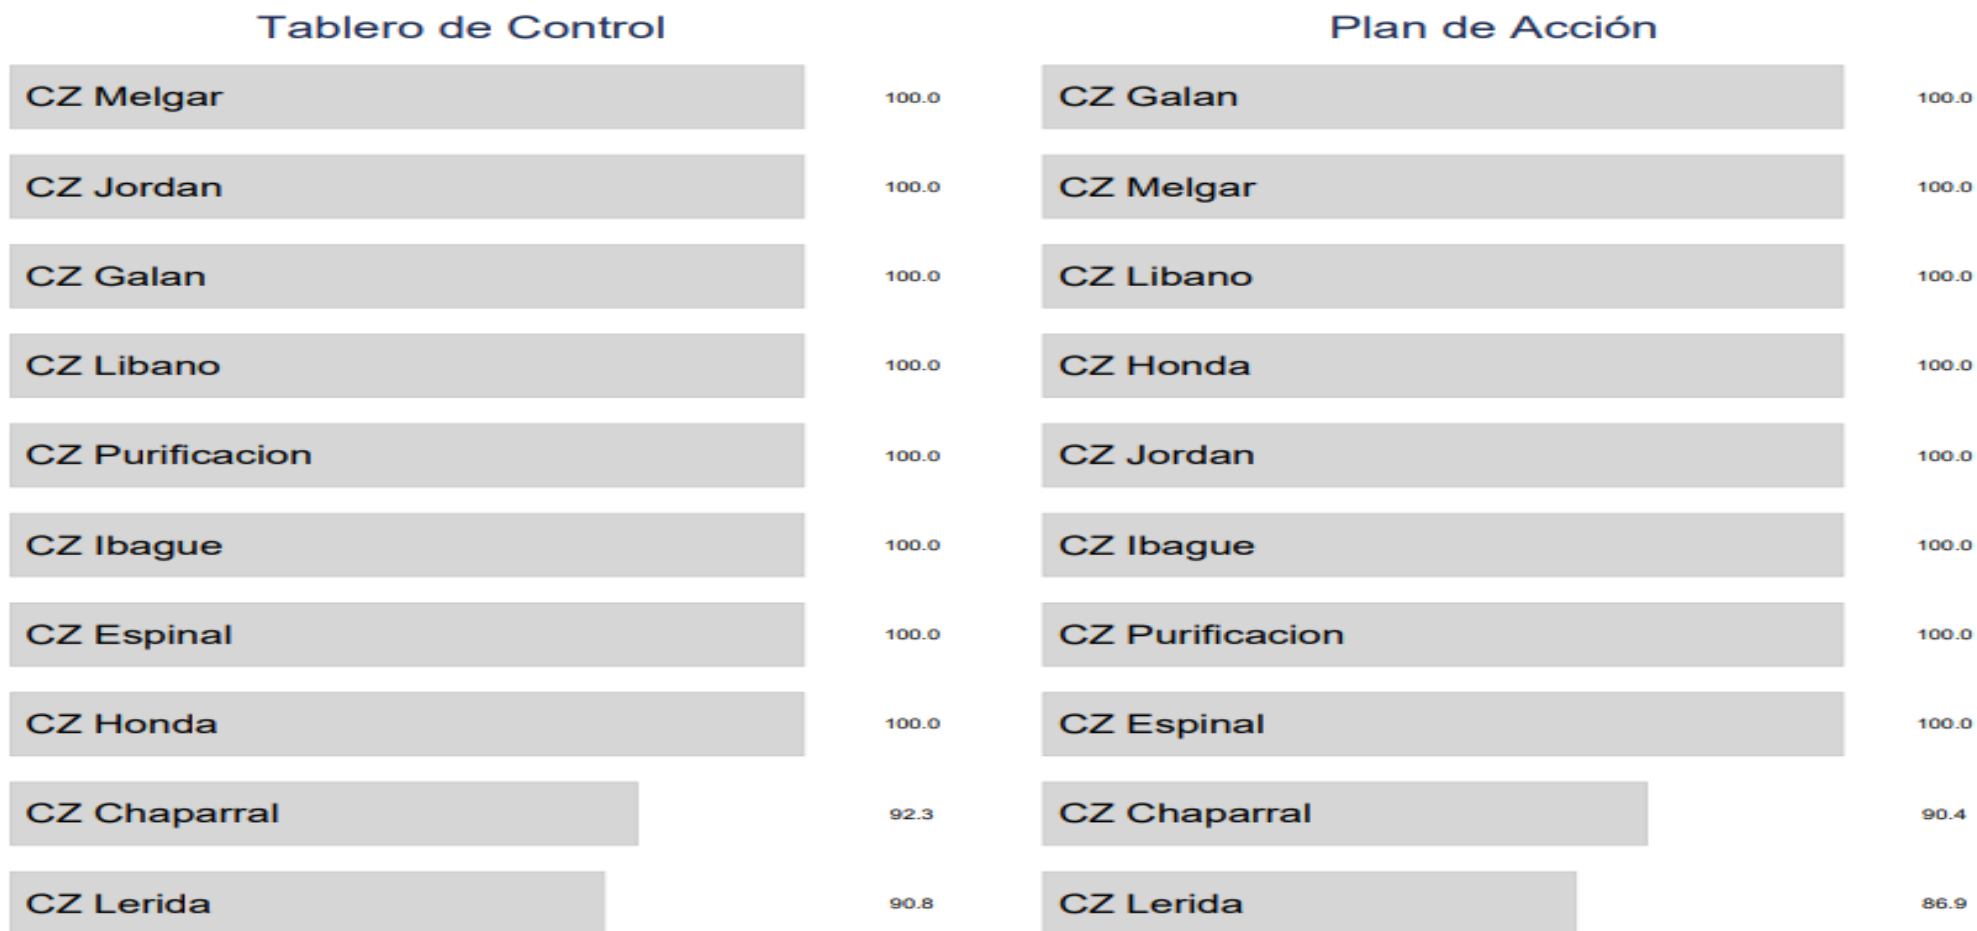 Tablero de Control
CZ Melgar 100.0
CZ Jordan 100.0
CZ Galan 100.0
CZ Libano 100.0
CZ Purificacion 100.0
CZ Ibague 100.0
CZ Espinal 100.0
CZ Honda 100.0
CZ Chaparral 92.3
CZ Lerida 90.8
Plan de Acción
CZ Galan 100.0
CZ Melgar 100.0
CZ Libano 100.0
CZ Honda 100.0
CZ Jordan 100.0
CZ Ibague 100.0
CZ Purificacion 100.0
CZ Espinal 100.0
CZ Chaparral 90.4
CZ Lerida 86.9